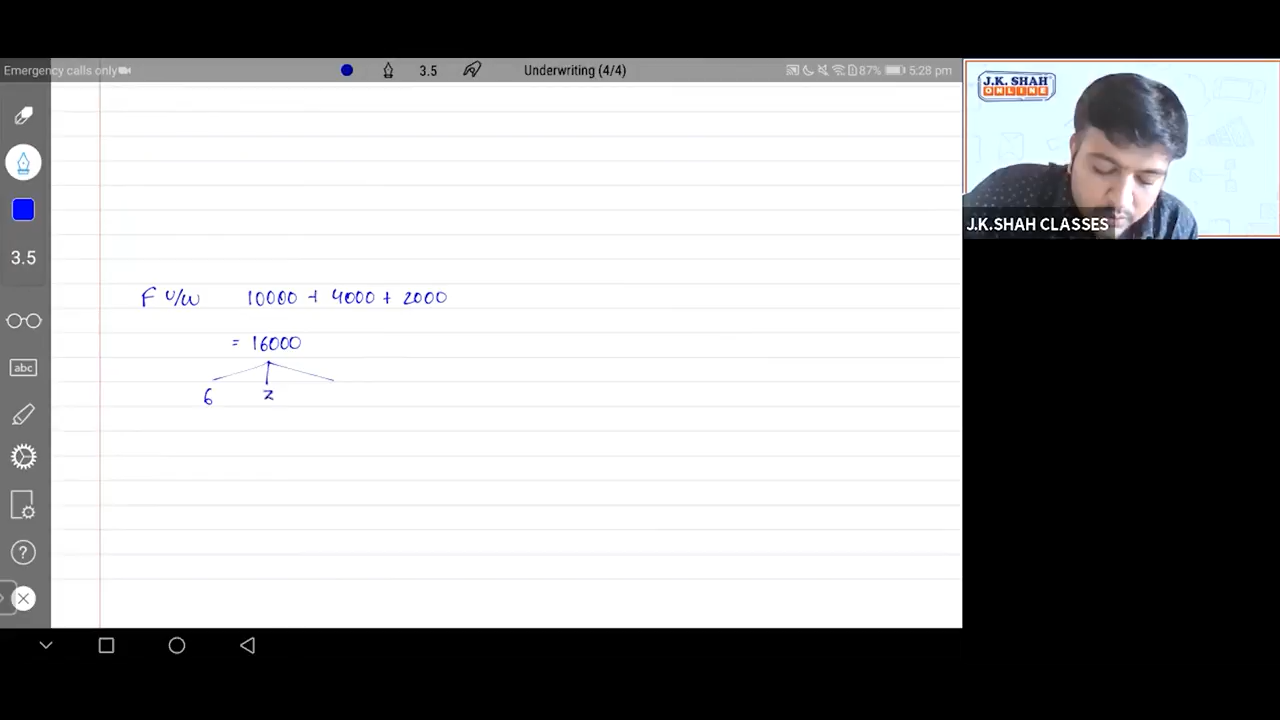 Emergency calls only 3.5 Underwriting (4/4) 87% 5:28 pm
J.K. SHAH
ONLINE
3.5
J.K.SHAH CLASSES
F U/W 10000 + 4000 + 2000
= 16000
abc
6 2
?